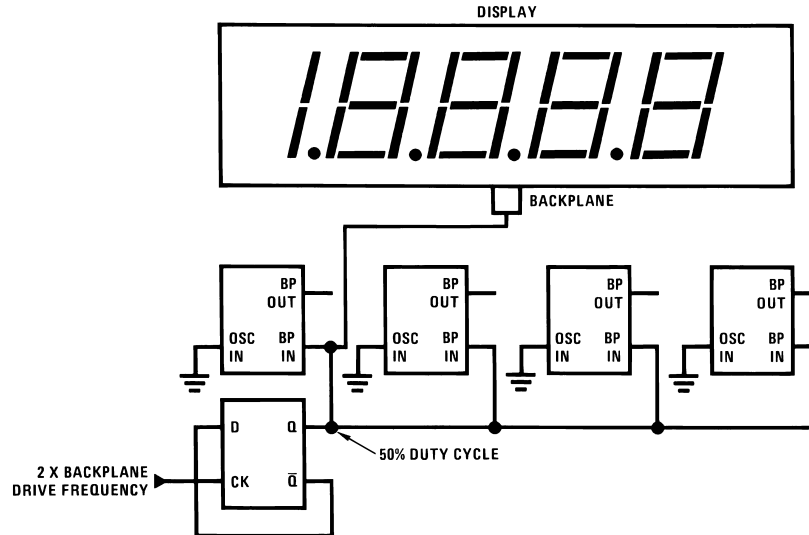 DISPLAY
1.8.8.8.8
BACKPLANE
BP
OUT
OSC
IN
BP
IN
BP
OUT
OSC
IN
BP
IN
BP
OUT
OSC
IN
BP
IN
BP
OUT
OSC
IN
BP
IN
D
Q
50% DUTY CYCLE
2 X BACKPLANE
DRIVE FREQUENCY
CK
Q̅